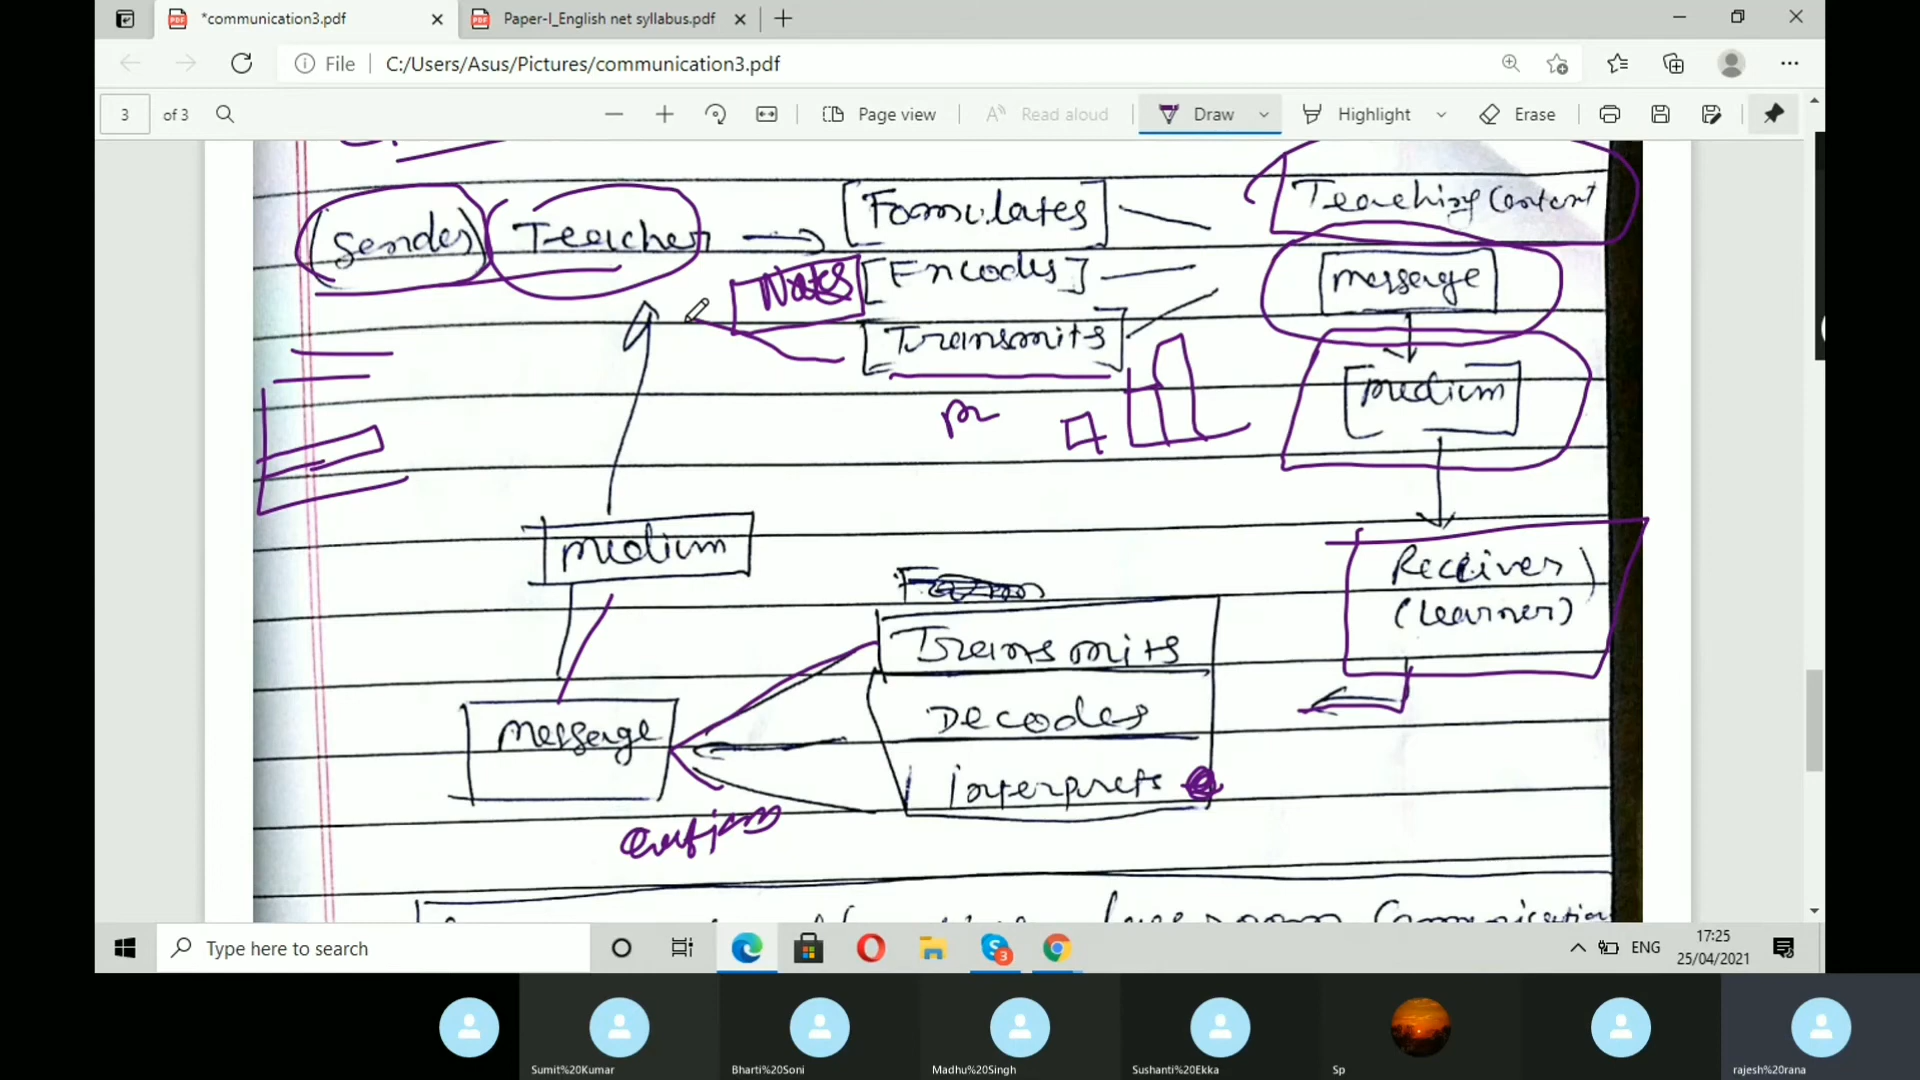 *communication3.pdf
Paper-I_English net syllabus.pdf
File
C:/Users/Asus/Pictures/communication3.pdf
3 of 3
Page view
Read aloud
Draw
Highlight
Erase
(Sender) Teacher
[Formulates]
Teaching Content
Notes
[Encodes]
message
[Transmits]
medium
medium
Receiver
(Learner)
Transmits
message
Decodes
interprets
Classroom Communication
Type here to search
3
ENG
17:25
25/04/2021
Sumit%20Kumar
Bharti%20Soni
Madhu%20Singh
Sushanti%20Ekka
Sp
rajesh%20rana